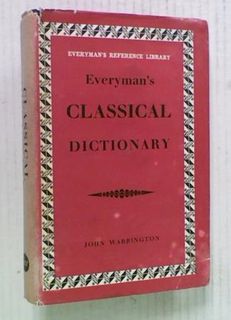 EVERYMAN'S REFERENCE LIBRARY
Everyman's
CLASSICAL
DICTIONARY
JOHN WARRINGTON